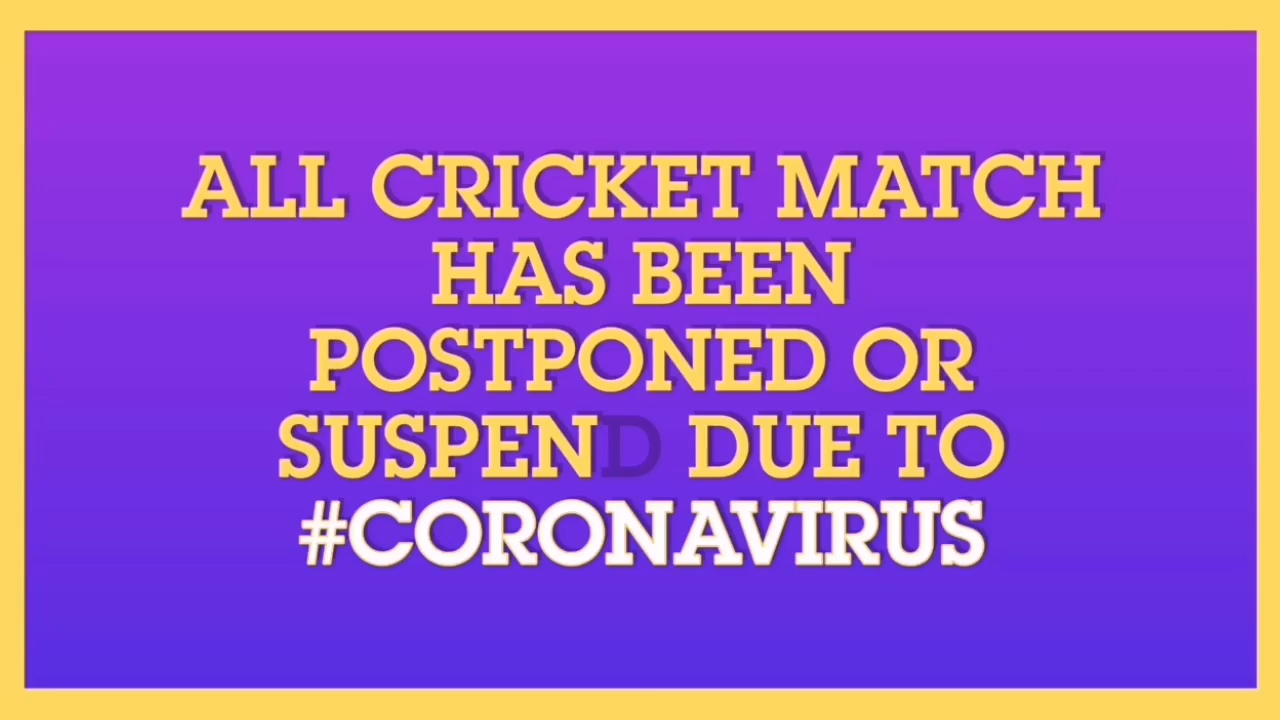 ALL CRICKET MATCH
HAS BEEN
POSTPONED OR
SUSPEND DUE TO
#CORONAVIRUS